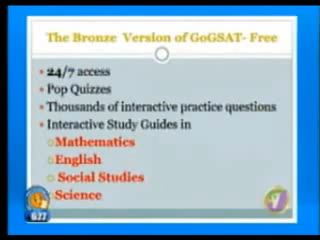 The Bronze Version of GoGSAT- Free
24/7 access
Pop Quizzes
Thousands of interactive practice questions
Interactive Study Guides in
Mathematics
English
Social Studies
Science